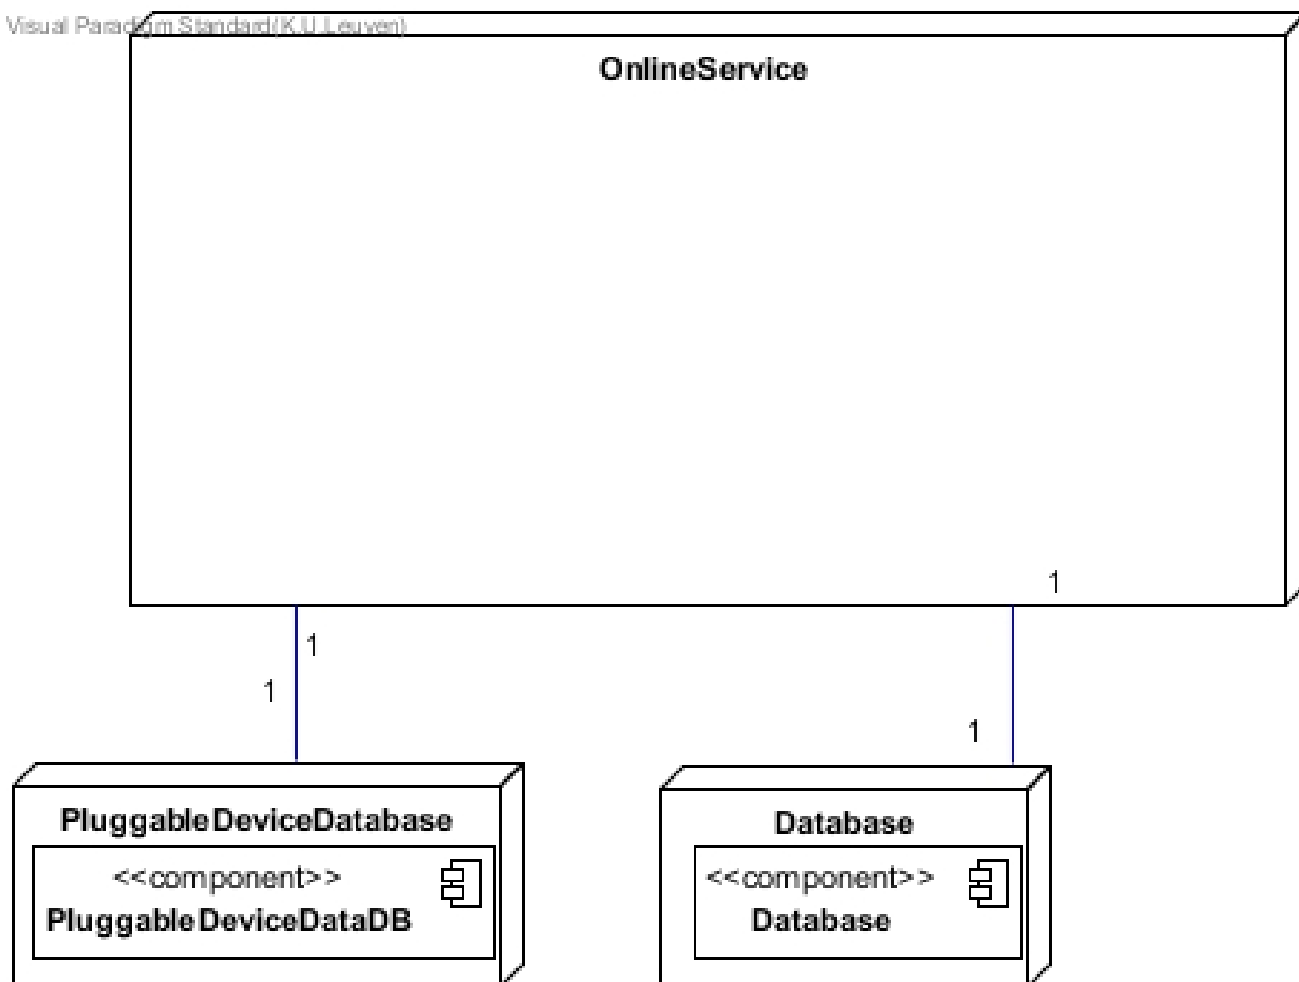 Visual Paradigm Standard(K.U.Leuven)
OnlineService
1
1
1
1
PluggableDeviceDatabase
<<component>>
PluggableDeviceDataDB
Database
<<component>>
Database